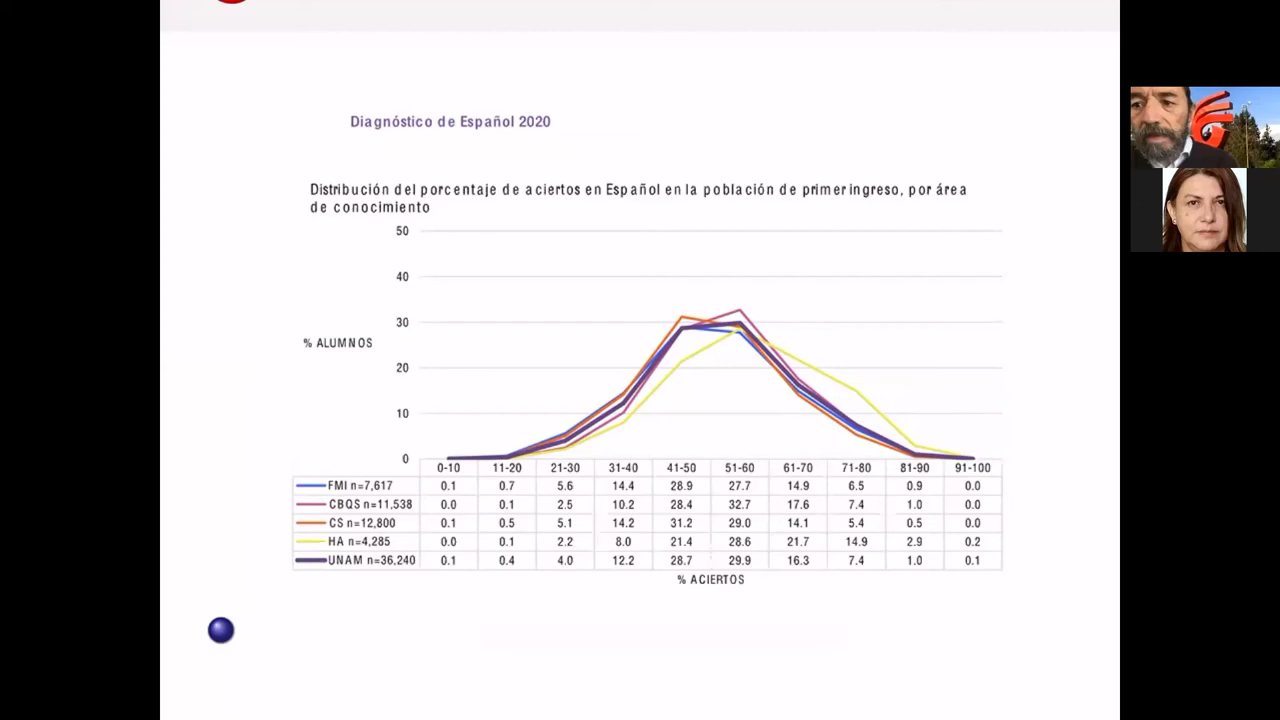 Diagnóstico de Español 2020
Distribución del porcentaje de aciertos en Español en la población de primer ingreso, por área
de conocimiento
50
40
30
% ALUMNOS
20
10
0
0-10 11-20 21-30 31-40 41-50 51-60 61-70 71-80 81-90 91-100
FMI n=7,617 0.1 0.7 5.6 14.4 28.9 27.7 14.9 6.5 0.9 0.0
CBQS n=11,538 0.0 0.1 2.5 10.2 28.4 32.7 17.6 7.4 1.0 0.0
CS n=12,800 0.1 0.5 5.1 14.2 31.2 29.0 14.1 5.4 0.5 0.0
HA n=4,285 0.0 0.1 2.2 8.0 21.4 28.6 21.7 14.9 2.9 0.2
UNAM n=36,240 0.1 0.4 4.0 12.2 28.7 29.9 16.3 7.4 1.0 0.1
% ACIERTOS